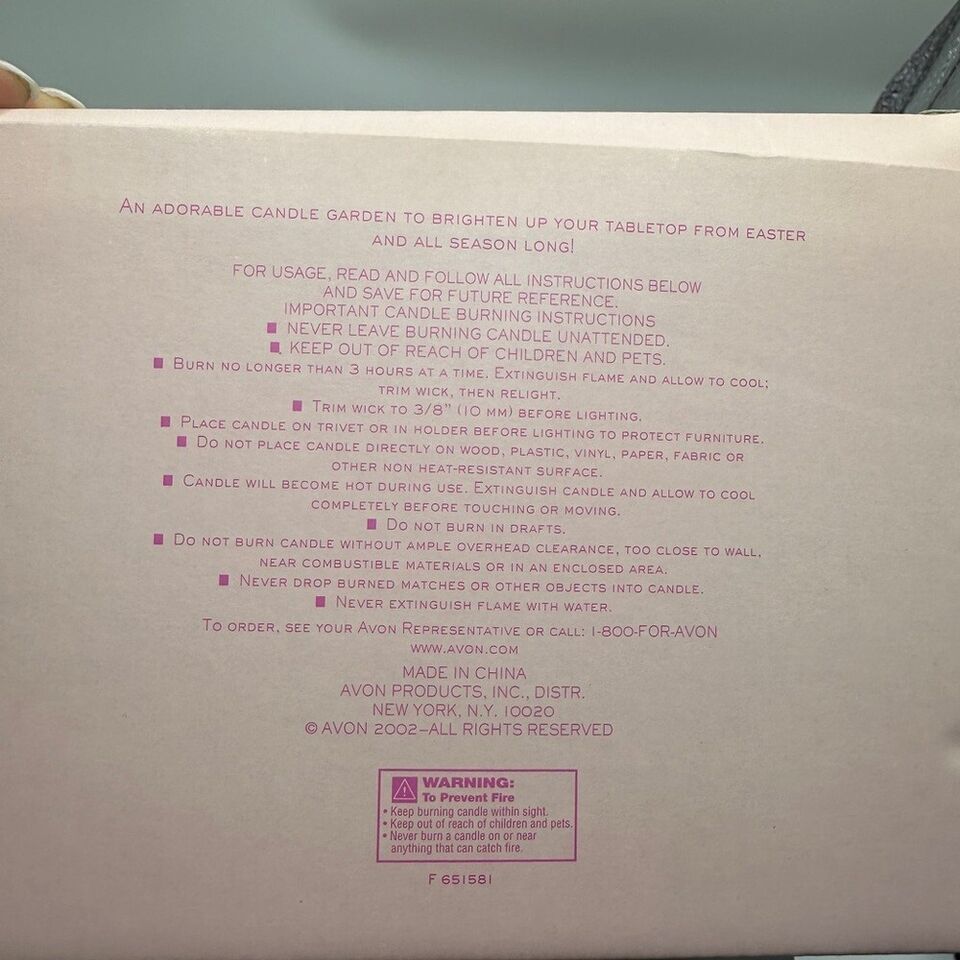 AN ADORABLE CANDLE GARDEN TO BRIGHTEN UP YOUR TABLETOP FROM EASTER
AND ALL SEASON LONG!
FOR USAGE, READ AND FOLLOW ALL INSTRUCTIONS BELOW
AND SAVE FOR FUTURE REFERENCE.
IMPORTANT CANDLE BURNING INSTRUCTIONS
■ NEVER LEAVE BURNING CANDLE UNATTENDED.
■ KEEP OUT OF REACH OF CHILDREN AND PETS.
■ BURN NO LONGER THAN 3 HOURS AT A TIME. EXTINGUISH FLAME AND ALLOW TO COOL;
TRIM WICK, THEN RELIGHT.
■ TRIM WICK TO 3/8" (10 MM) BEFORE LIGHTING.
■ PLACE CANDLE ON TRIVET OR IN HOLDER BEFORE LIGHTING TO PROTECT FURNITURE.
■ DO NOT PLACE CANDLE DIRECTLY ON WOOD, PLASTIC, VINYL, PAPER, FABRIC OR
OTHER NON HEAT-RESISTANT SURFACE.
■ CANDLE WILL BECOME HOT DURING USE. EXTINGUISH CANDLE AND ALLOW TO COOL
COMPLETELY BEFORE TOUCHING OR MOVING.
■ DO NOT BURN IN DRAFTS.
■ DO NOT BURN CANDLE WITHOUT AMPLE OVERHEAD CLEARANCE, TOO CLOSE TO WALL,
NEAR COMBUSTIBLE MATERIALS OR IN AN ENCLOSED AREA.
■ NEVER DROP BURNED MATCHES OR OTHER OBJECTS INTO CANDLE.
■ NEVER EXTINGUISH FLAME WITH WATER.
TO ORDER, SEE YOUR AVON REPRESENTATIVE OR CALL: 1-800-FOR-AVON
WWW.AVON.COM
MADE IN CHINA
AVON PRODUCTS, INC., DISTR.
NEW YORK, N.Y. 10020
© AVON 2002–ALL RIGHTS RESERVED
WARNING:
To Prevent Fire
• Keep burning candle within sight.
• Keep out of reach of children and pets.
• Never burn a candle on or near
anything that can catch fire.
F 651581